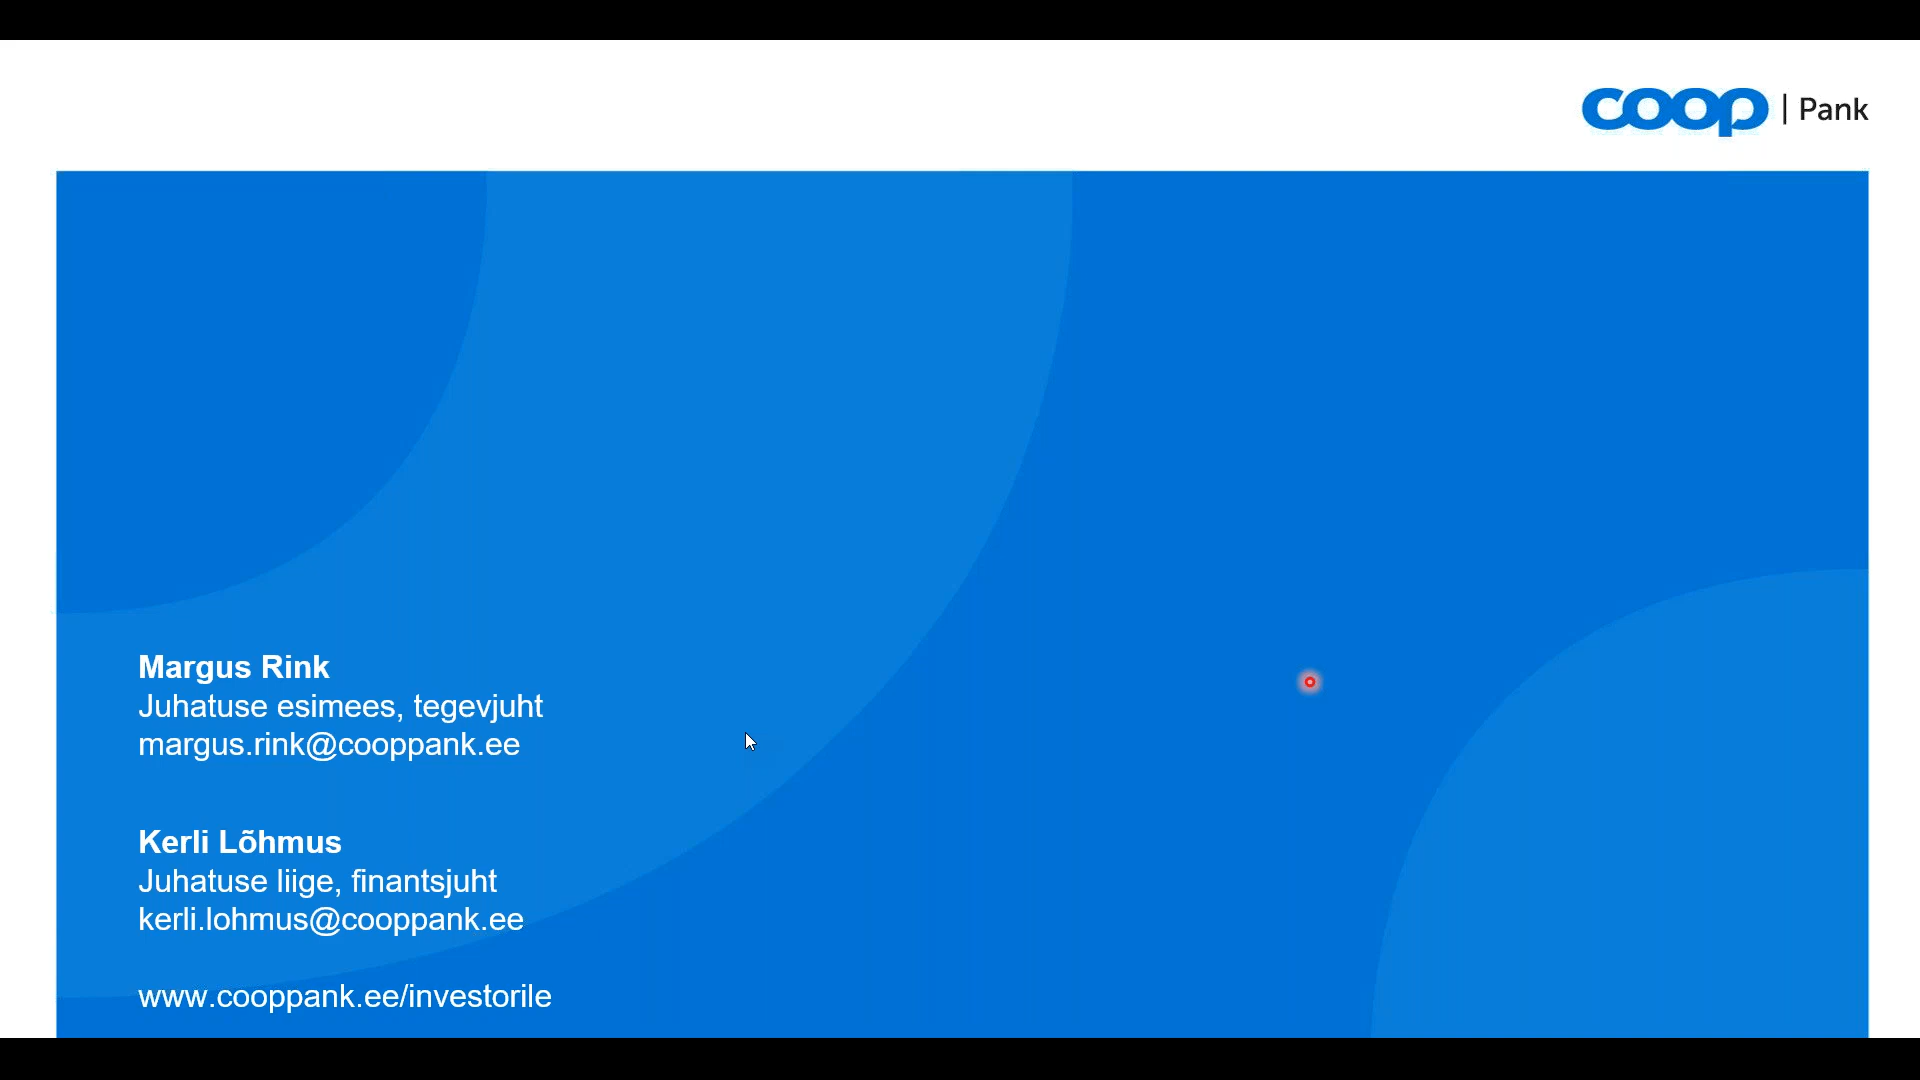 coop | Pank
Margus Rink
Juhatuse esimees, tegevjuht
margus.rink@cooppank.ee
Kerli Lõhmus
Juhatuse liige, finantsjuht
kerli.lohmus@cooppank.ee
www.cooppank.ee/investorile